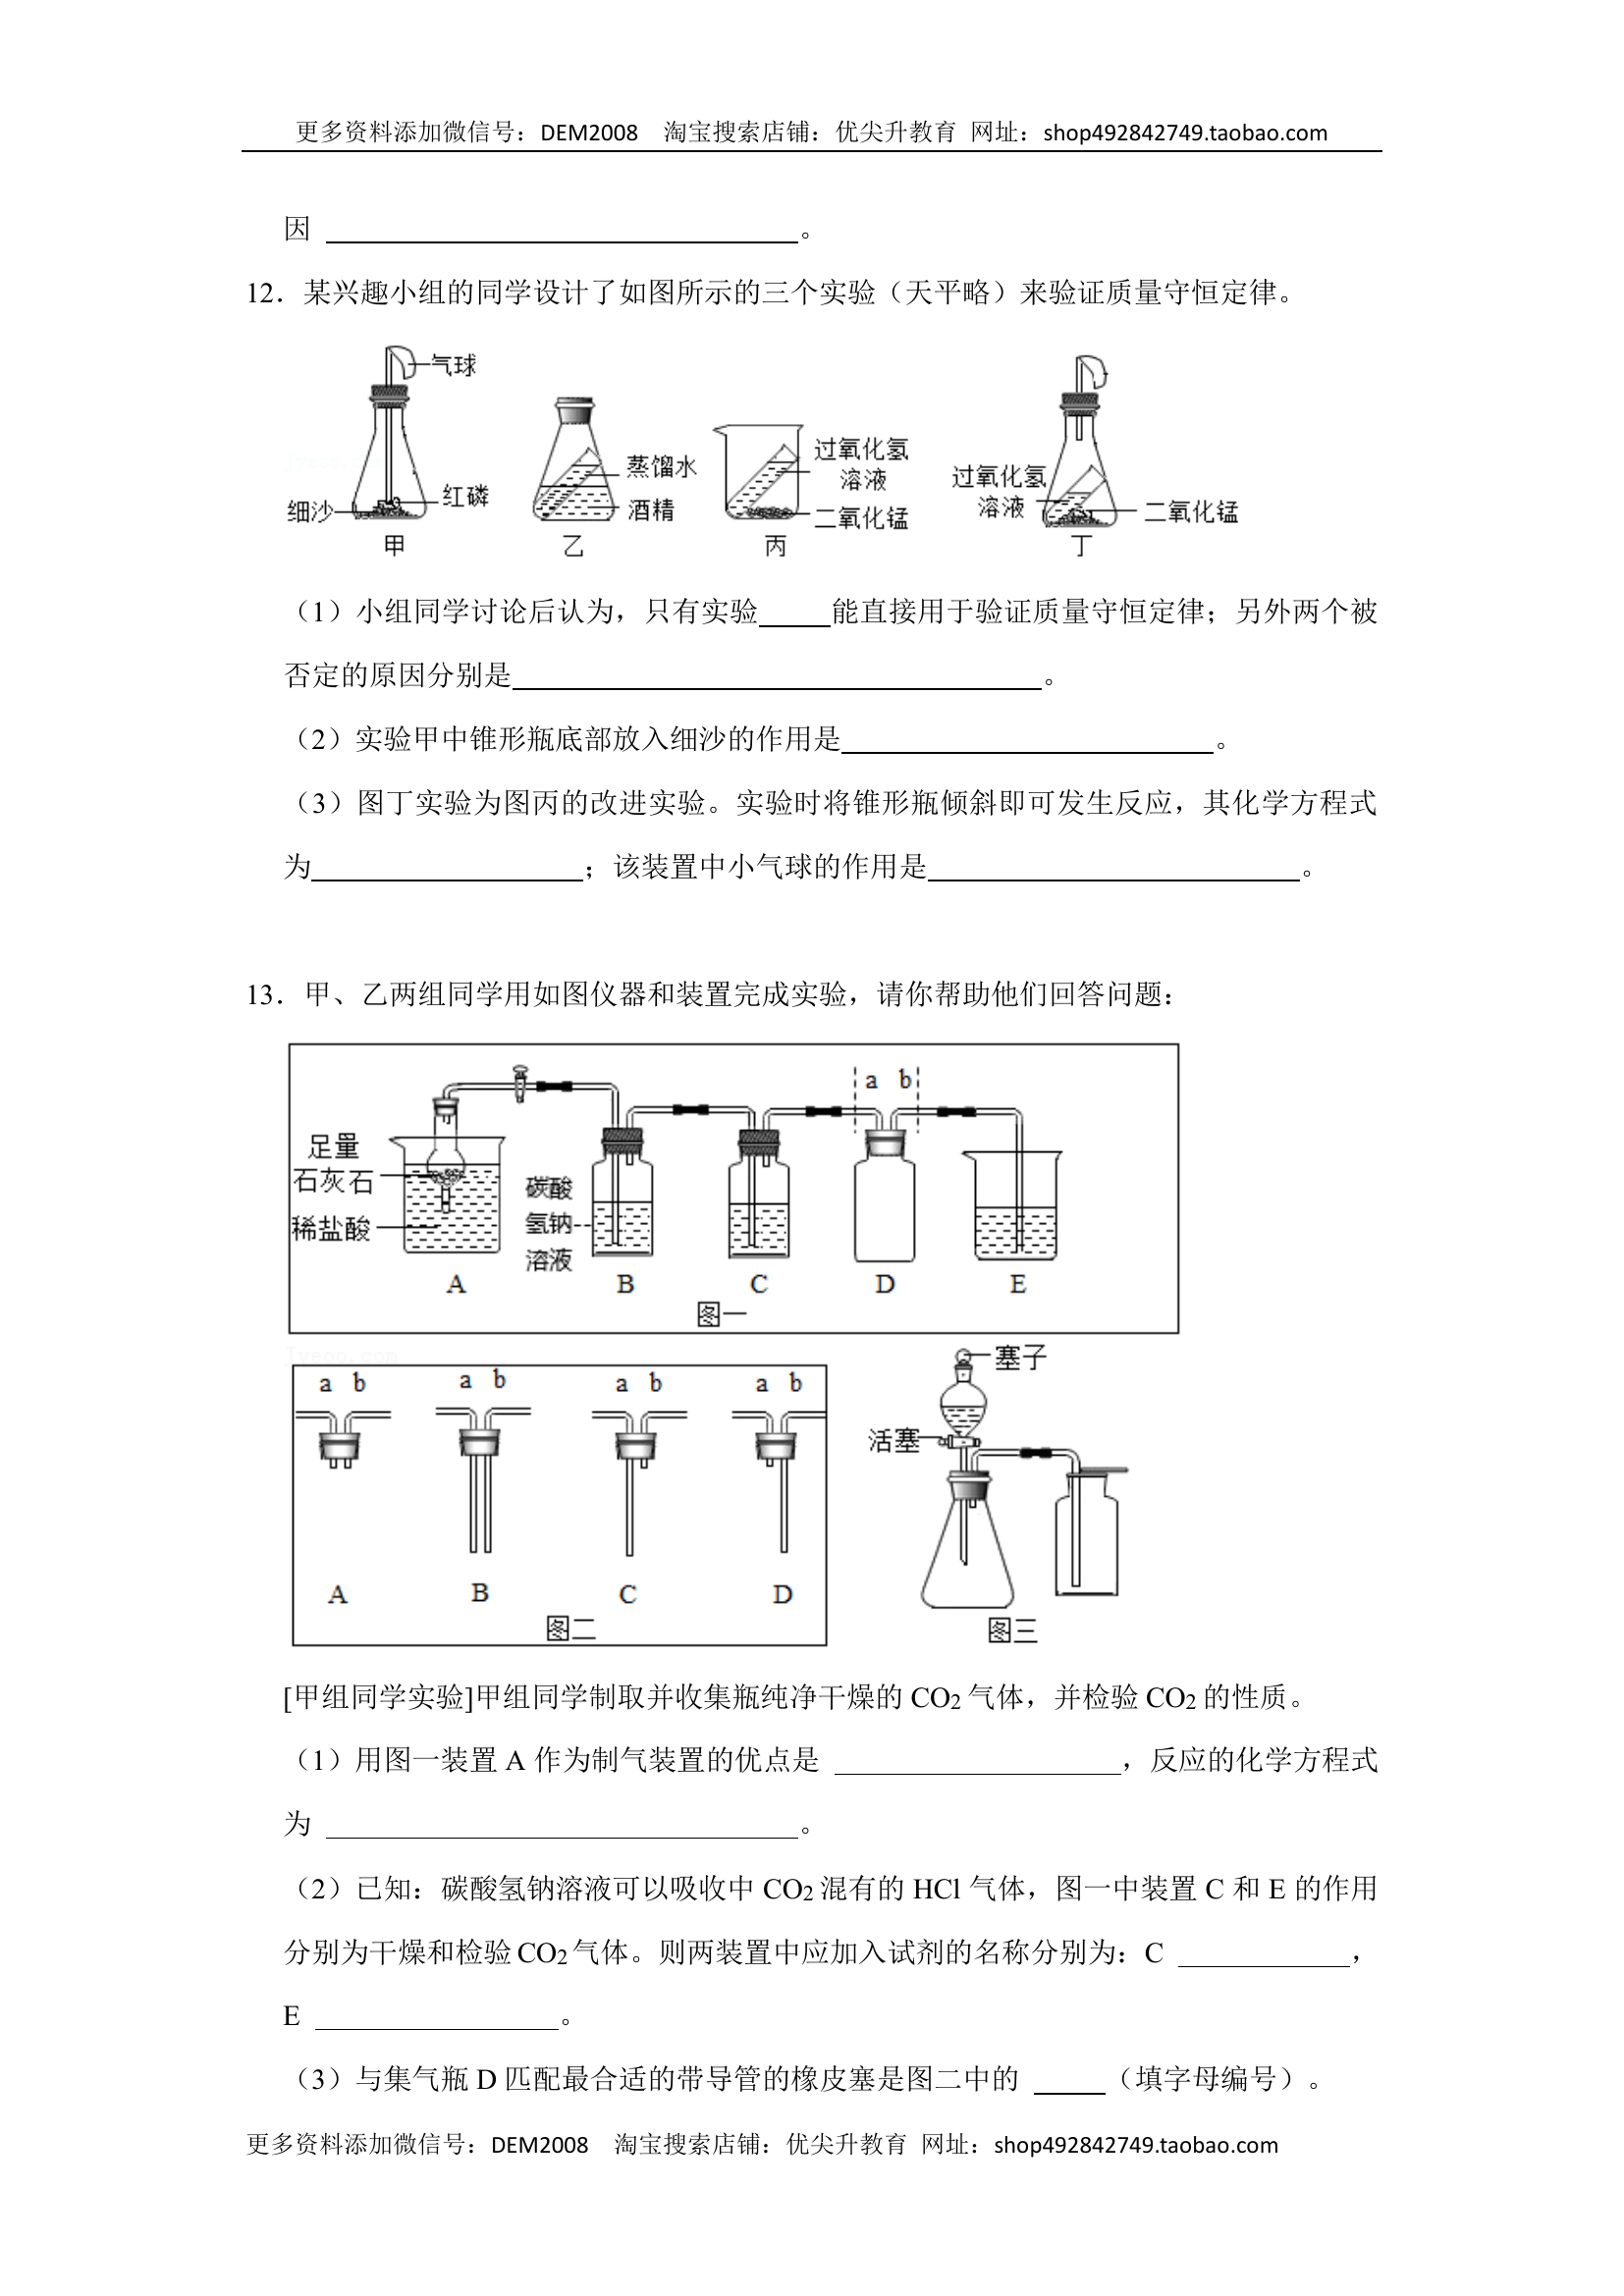 更多资料添加微信号：DEM2008 淘宝搜索店铺：优尖升教育 网址：shop492842749.taobao.com
因 ________________。
12．某兴趣小组的同学设计了如图所示的三个实验（天平略）来验证质量守恒定律。
气球
红磷
细沙
甲
蒸馏水
酒精
乙
过氧化氢
溶液
二氧化锰
丙
过氧化氢
溶液
二氧化锰
丁
（1）小组同学讨论后认为，只有实验_____能直接用于验证质量守恒定律；另外两个被
否定的原因分别是________________。
（2）实验甲中锥形瓶底部放入细沙的作用是________________。
（3）图丁实验为图丙的改进实验。实验时将锥形瓶倾斜即可发生反应，其化学方程式
为________________；该装置中小气球的作用是________________。
13．甲、乙两组同学用如图仪器和装置完成实验，请你帮助他们回答问题：
a b
足量
石灰石
稀盐酸
碳酸
氢钠
溶液
A B C D E
图一
a b a b a b a b
A B C D
图二
塞子
活塞
图三
[甲组同学实验]甲组同学制取并收集瓶纯净干燥的 CO2 气体，并检验 CO2 的性质。
（1）用图一装置 A 作为制气装置的优点是 ________________，反应的化学方程式
为 ________________。
（2）已知：碳酸氢钠溶液可以吸收中 CO2 混有的 HCl 气体，图一中装置 C 和 E 的作用
分别为干燥和检验 CO2 气体。则两装置中应加入试剂的名称分别为：C ____________，
E ________________。
（3）与集气瓶 D 匹配最合适的带导管的橡皮塞是图二中的 _____（填字母编号）。
更多资料添加微信号：DEM2008 淘宝搜索店铺：优尖升教育 网址：shop492842749.taobao.com